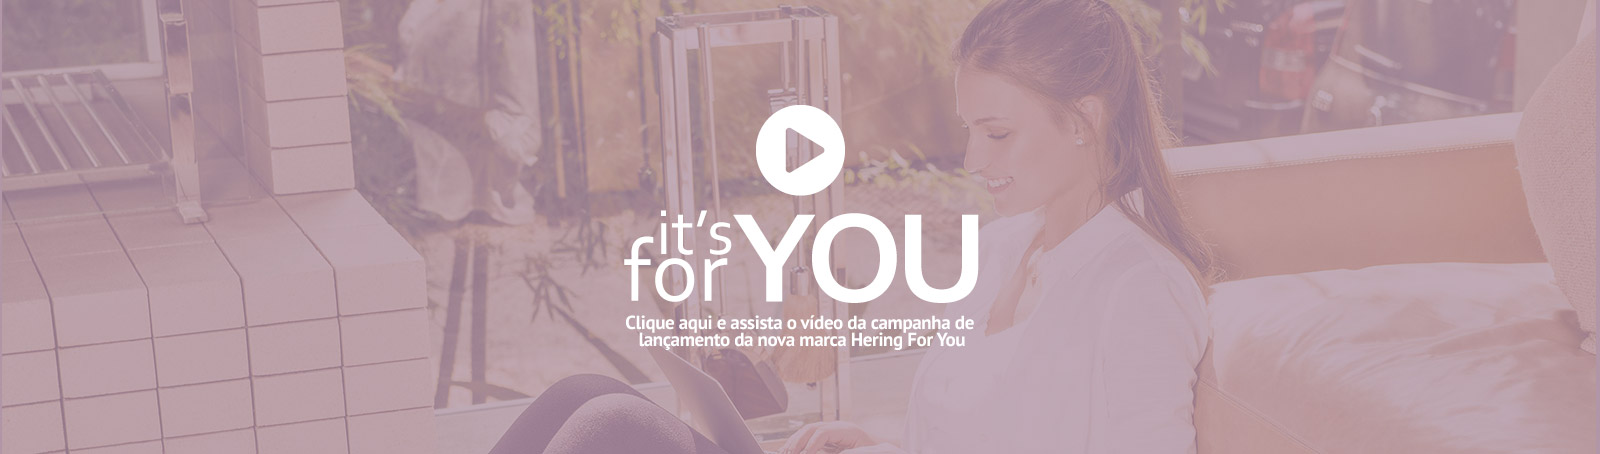 it's
for YOU
Clique aqui e assista o vídeo da campanha de
lançamento da nova marca Hering For You